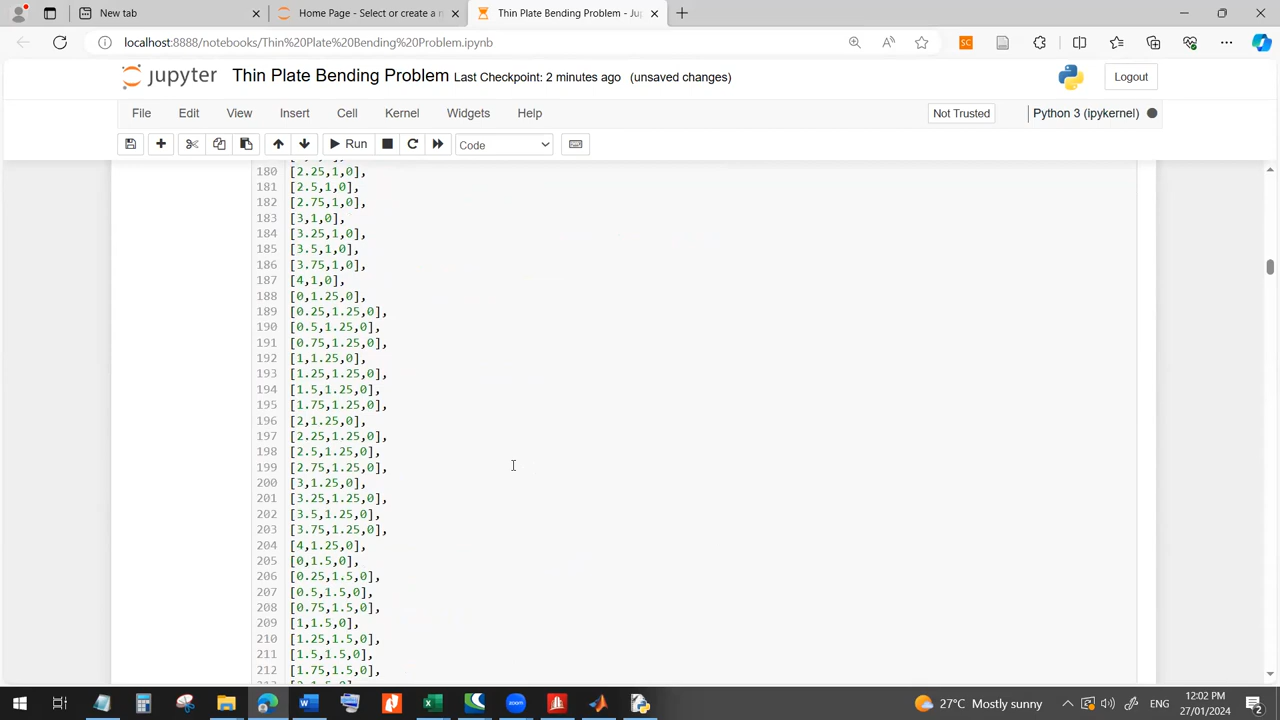 New tab
Home Page - Select or create a n
Thin Plate Bending Problem - Ju
localhost:8888/notebooks/Thin%20Plate%20Bending%20Problem.ipynb
jupyter Thin Plate Bending Problem Last Checkpoint: 2 minutes ago (unsaved changes)
Logout
File Edit View Insert Cell Kernel Widgets Help
Not Trusted
Python 3 (ipykernel)
Run
Code
180 [2.25,1,0],
181 [2.5,1,0],
182 [2.75,1,0],
183 [3,1,0],
184 [3.25,1,0],
185 [3.5,1,0],
186 [3.75,1,0],
187 [4,1,0],
188 [0,1.25,0],
189 [0.25,1.25,0],
190 [0.5,1.25,0],
191 [0.75,1.25,0],
192 [1,1.25,0],
193 [1.25,1.25,0],
194 [1.5,1.25,0],
195 [1.75,1.25,0],
196 [2,1.25,0],
197 [2.25,1.25,0],
198 [2.5,1.25,0],
199 [2.75,1.25,0],
200 [3,1.25,0],
201 [3.25,1.25,0],
202 [3.5,1.25,0],
203 [3.75,1.25,0],
204 [4,1.25,0],
205 [0,1.5,0],
206 [0.25,1.5,0],
207 [0.5,1.5,0],
208 [0.75,1.5,0],
209 [1,1.5,0],
210 [1.25,1.5,0],
211 [1.5,1.5,0],
212 [1.75,1.5,0],
27°C Mostly sunny
ENG
12:02 PM
27/01/2024